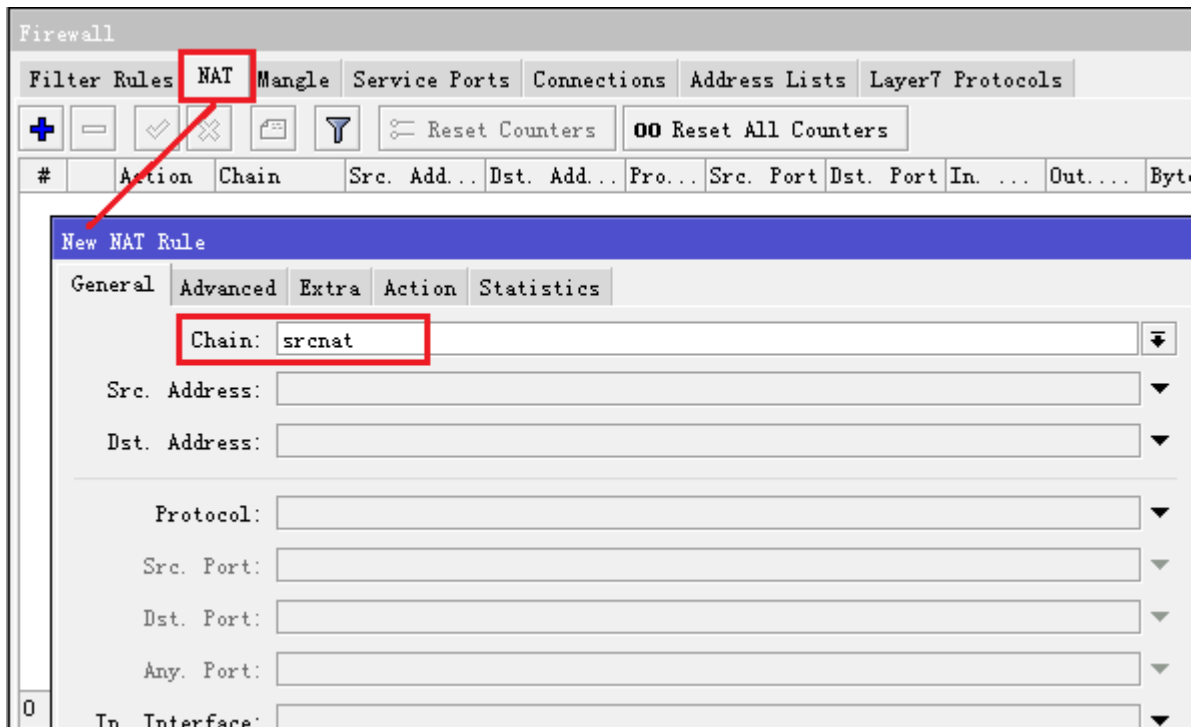 Firewall
Filter Rules NAT Mangle Service Ports Connections Address Lists Layer7 Protocols
Reset Counters 00 Reset All Counters
# Action Chain Src. Add... Dst. Add... Pro... Src. Port Dst. Port In. ... Out.... Byte
New NAT Rule
General Advanced Extra Action Statistics
Chain: srcnat
Src. Address:
Dst. Address:
Protocol:
Src. Port:
Dst. Port:
Any. Port:
0
In. Interface: